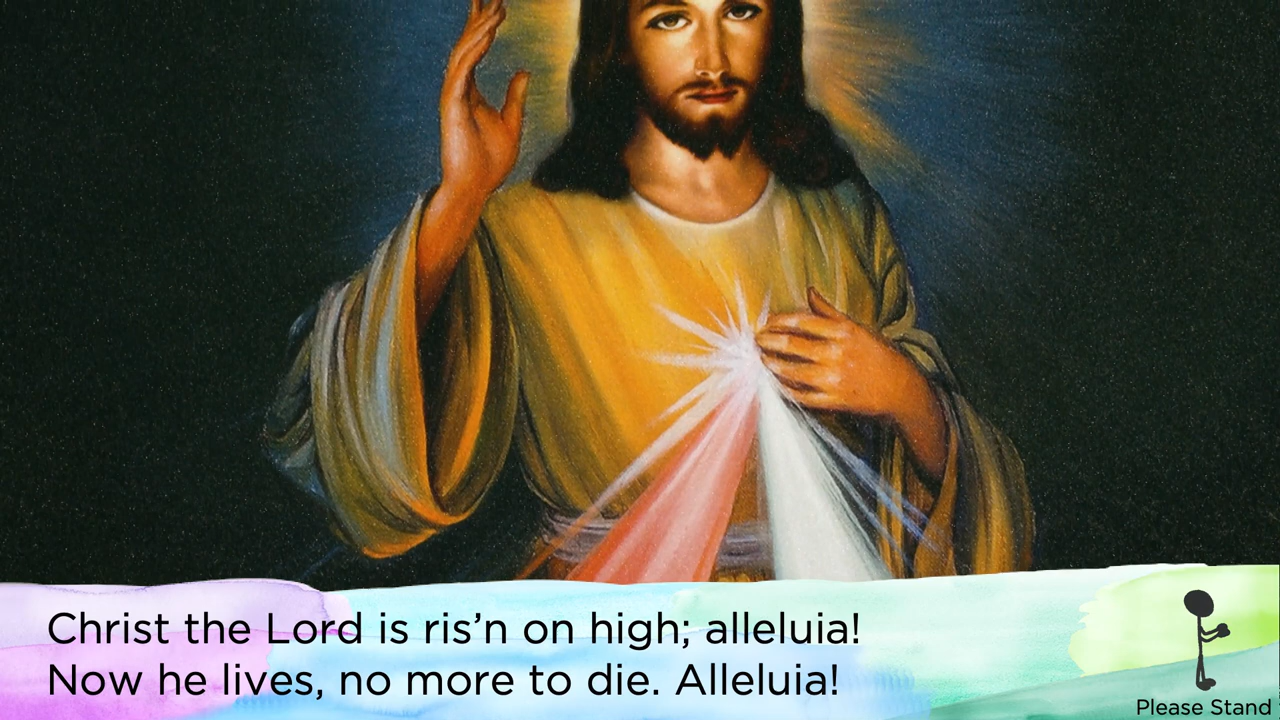 Christ the Lord is ris’n on high; alleluia!
Now he lives, no more to die. Alleluia!
Please Stand